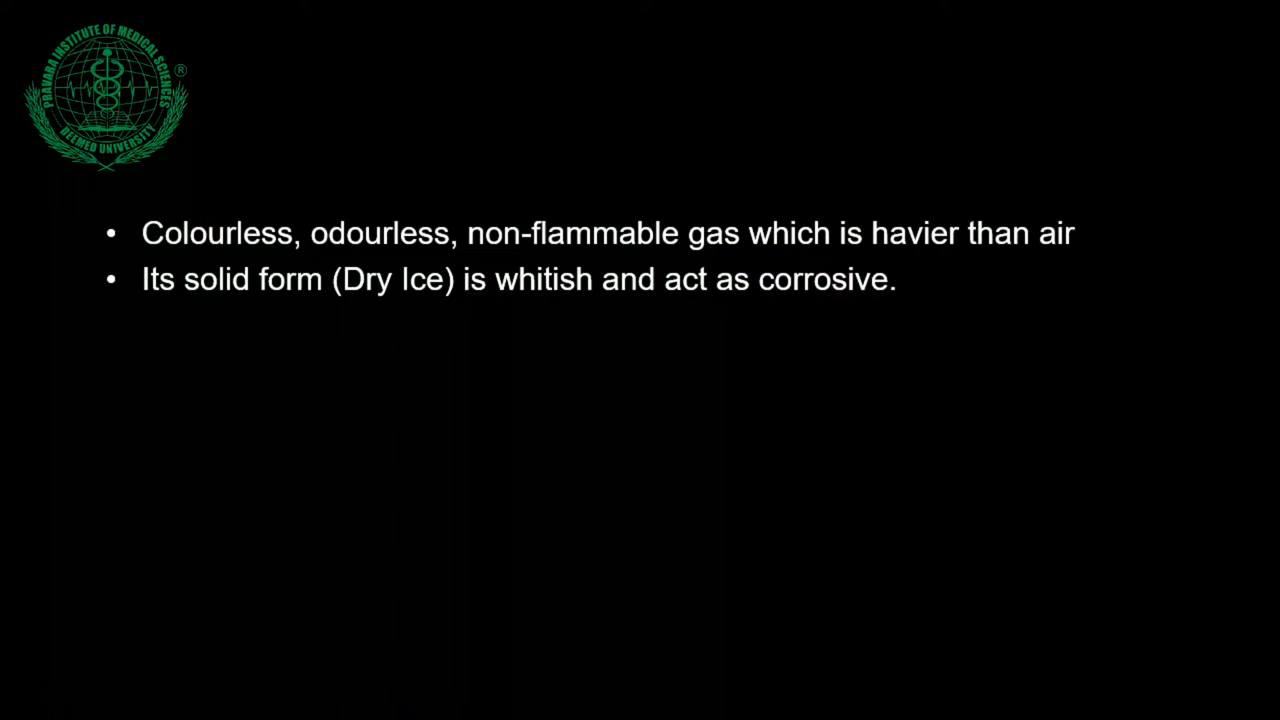 PRAVARA INSTITUTE OF MEDICAL SCIENCES
DEEMED UNIVERSITY
®
• Colourless, odourless, non-flammable gas which is havier than air
• Its solid form (Dry Ice) is whitish and act as corrosive.